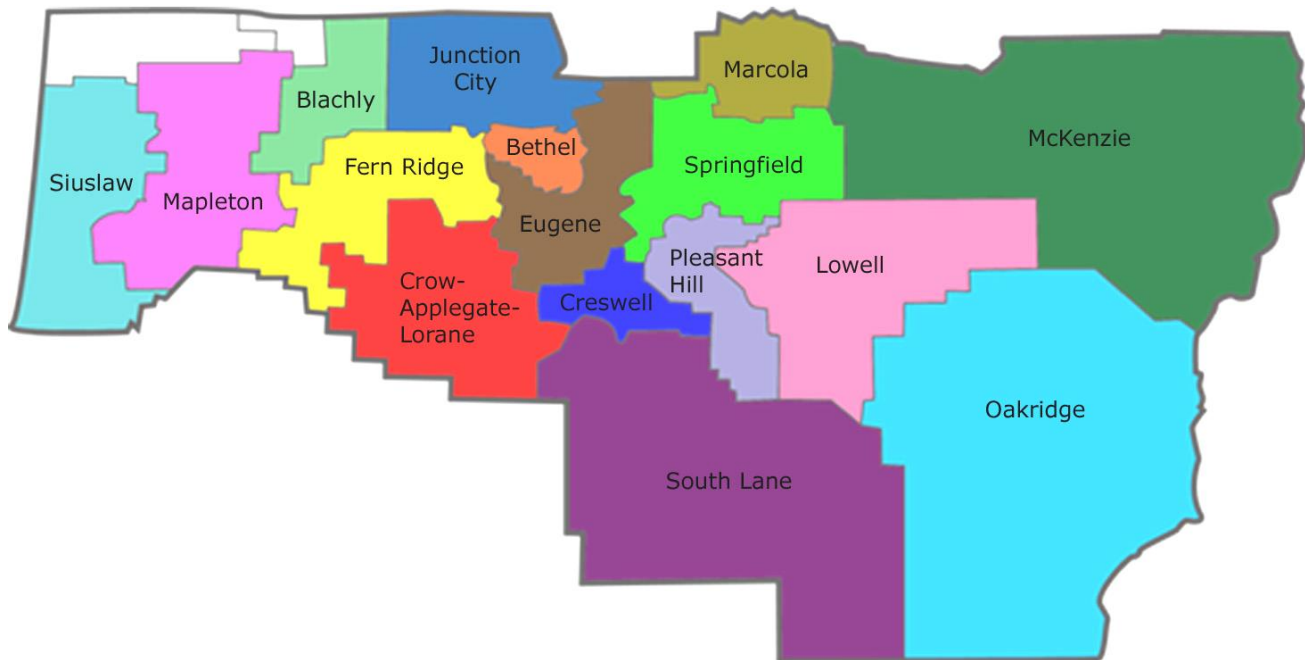 Junction
City
Marcola
Blachly
McKenzie
Bethel
Fern Ridge
Springfield
Siuslaw
Mapleton
Eugene
Pleasant
Hill
Lowell
Crow-
Applegate-
Lorane
Creswell
Oakridge
South Lane